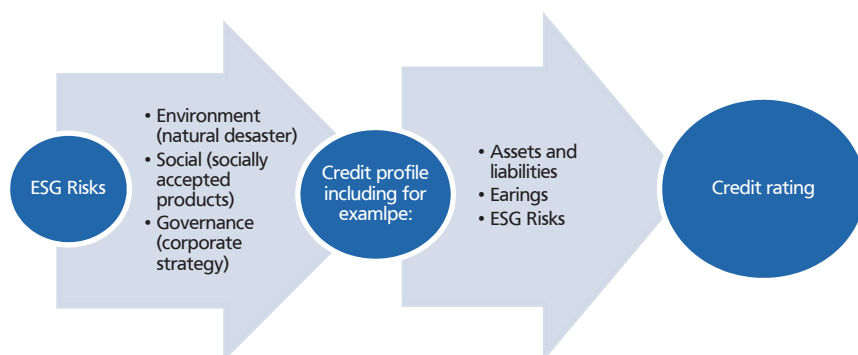 ESG Risks
• Environment
(natural desaster)
• Social (socially
accepted
products)
• Governance
(corporate
strategy)
Credit profile
including for
examlpe:
• Assets and
liabilities
• Earings
• ESG Risks
Credit rating